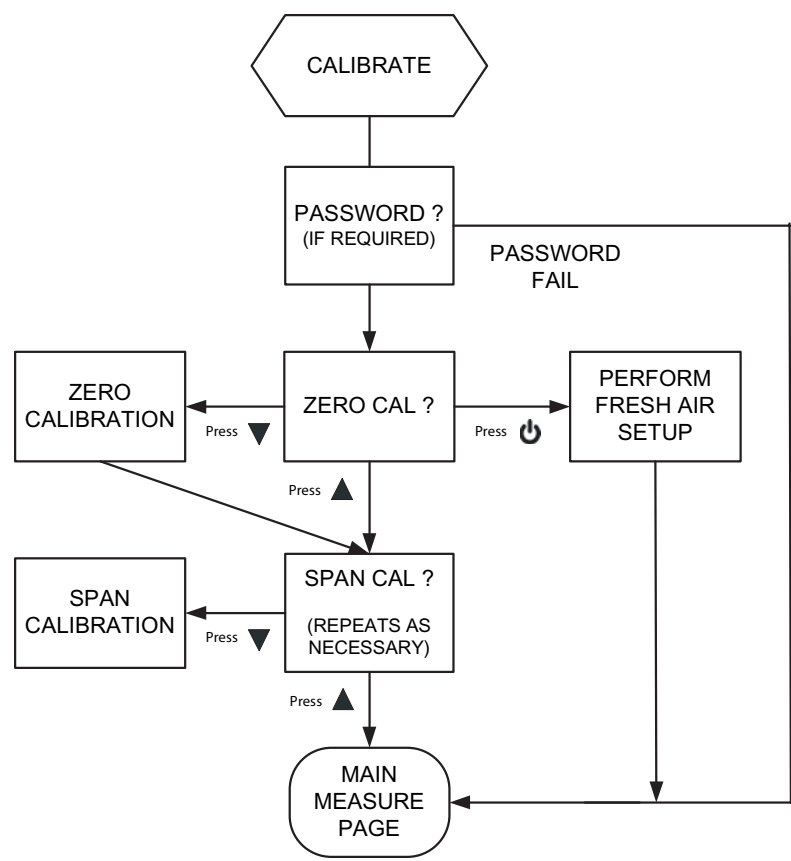 CALIBRATE
PASSWORD ?
(IF REQUIRED)
PASSWORD
FAIL
ZERO
CALIBRATION
Press
ZERO CAL ?
Press
PERFORM
FRESH AIR
SETUP
Press
SPAN
CALIBRATION
Press
SPAN CAL ?
(REPEATS AS
NECESSARY)
Press
MAIN
MEASURE
PAGE